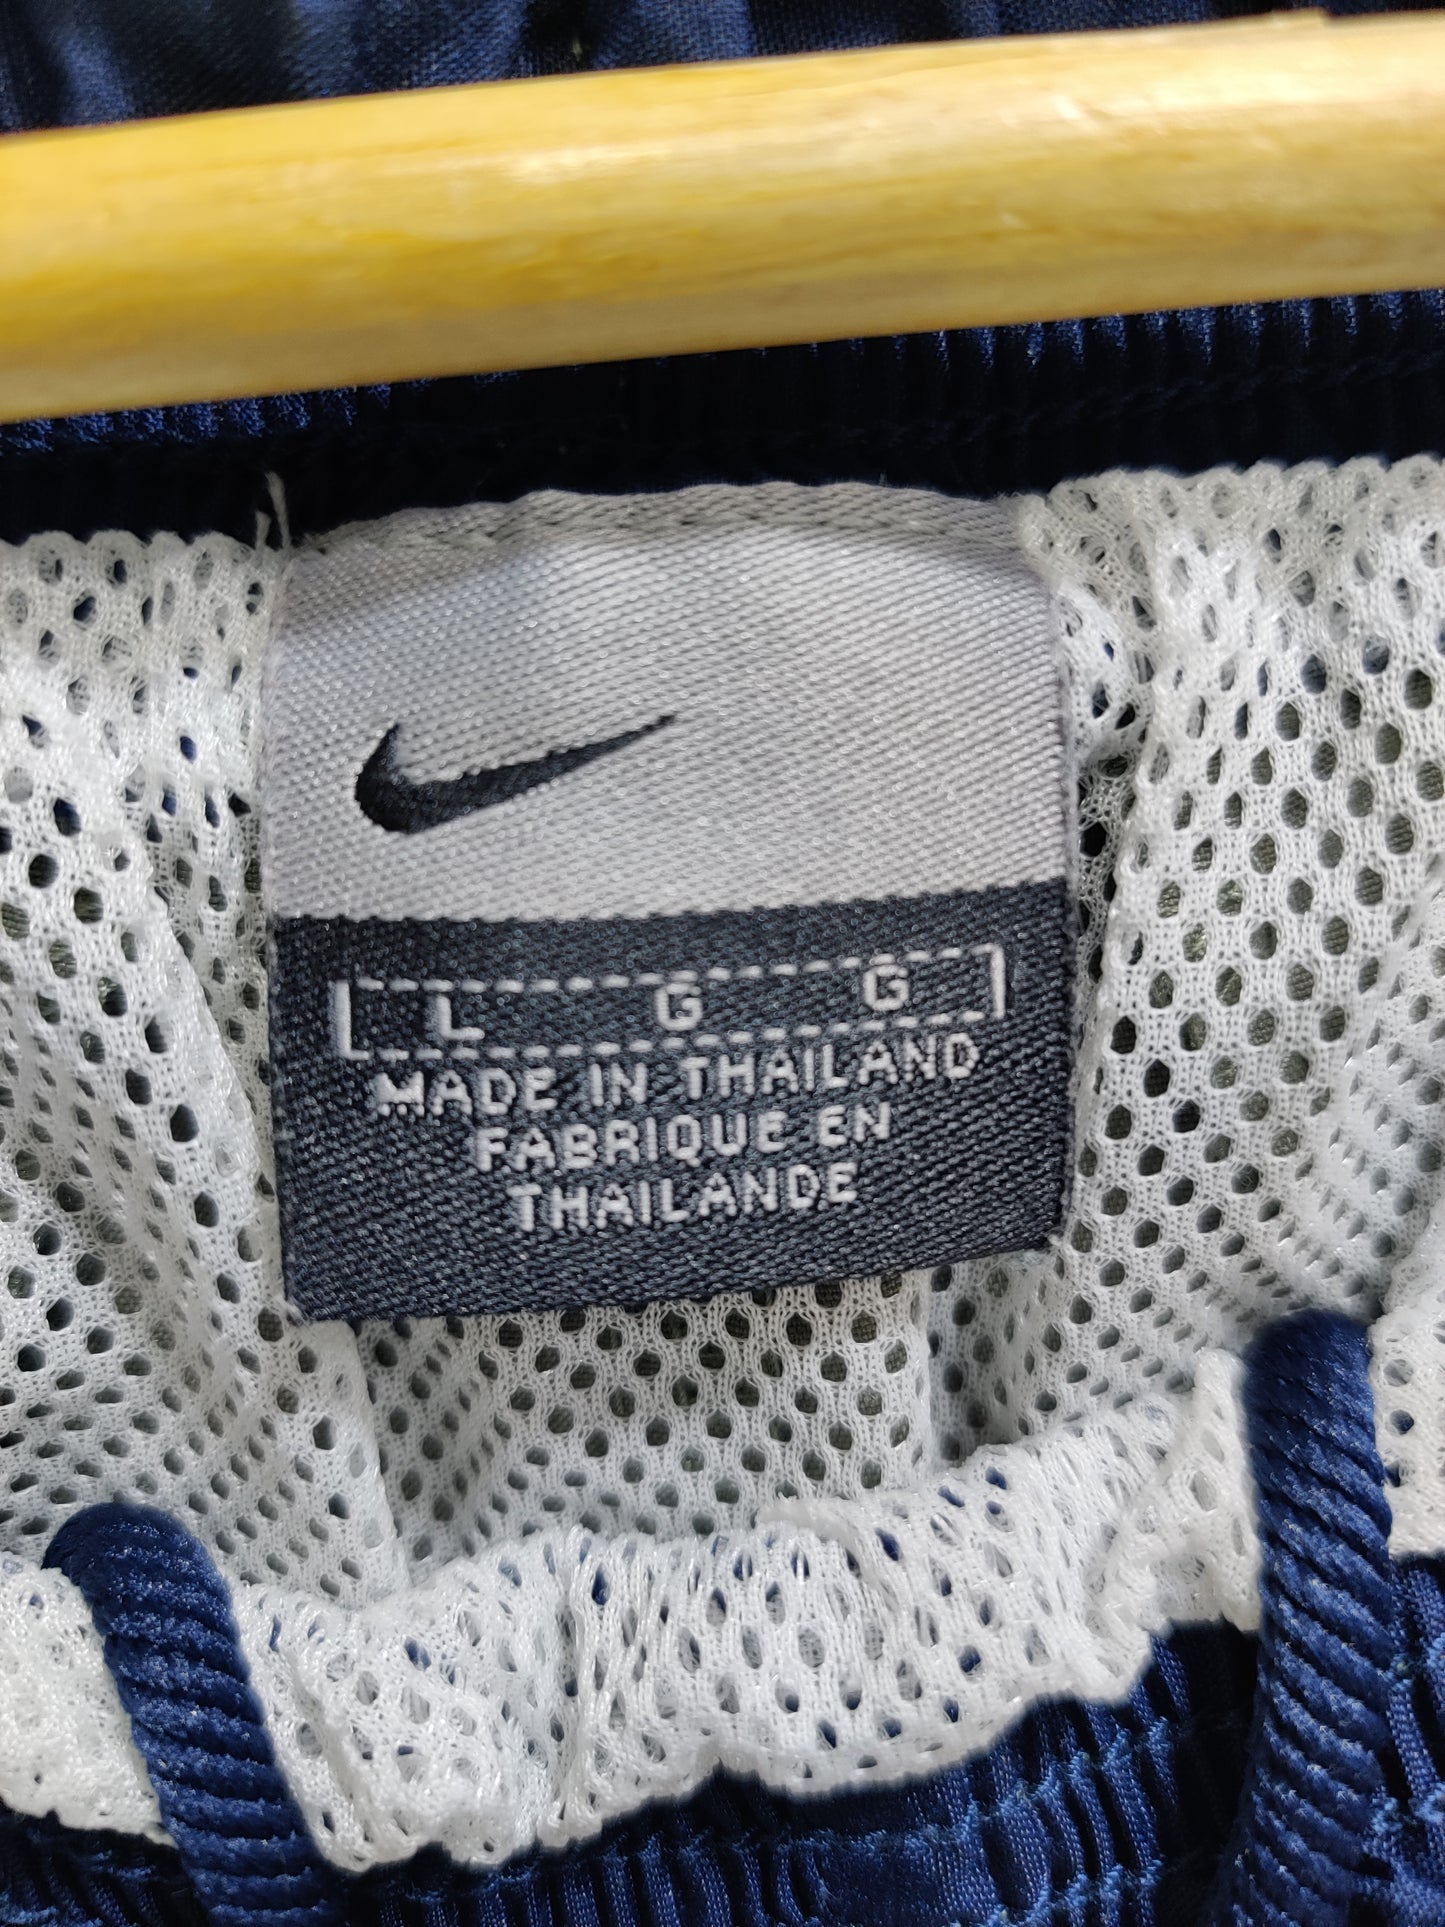 L G G
MADE IN THAILAND
FABRIQUE EN
THAILANDE